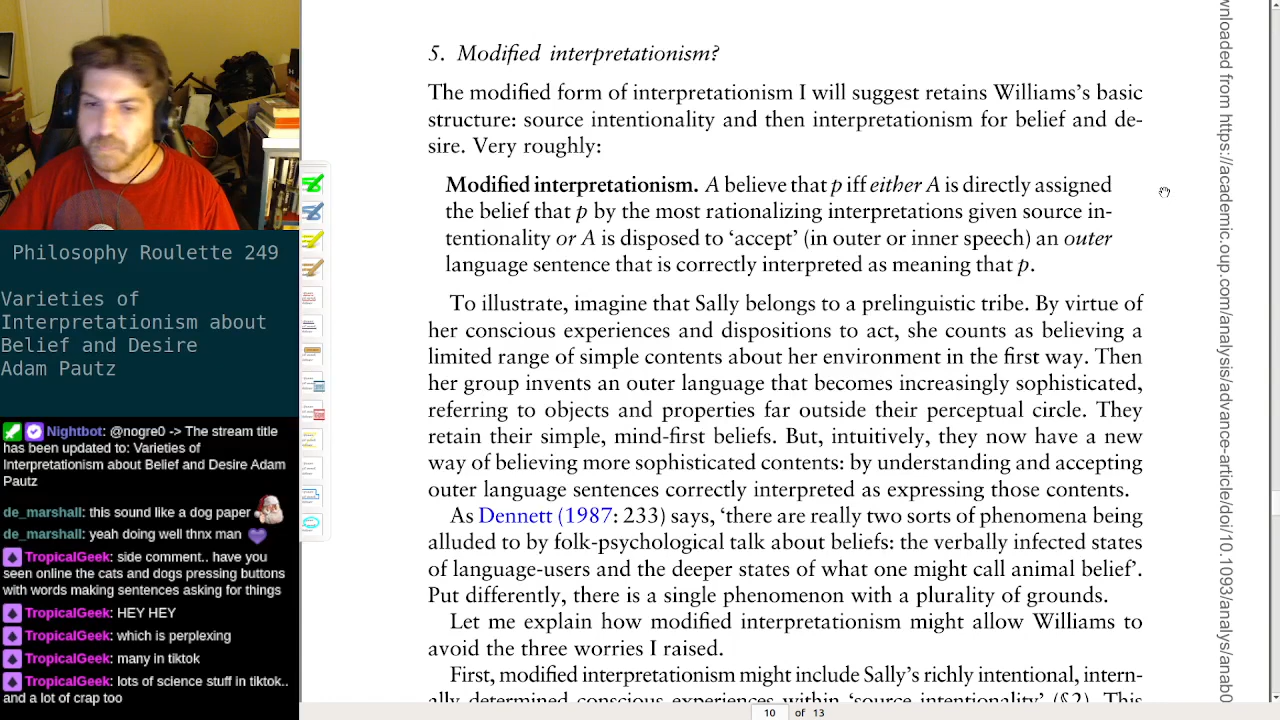 5. Modified interpretationism?
The modified form of interpretationism I will suggest retains Williams's basic
structure: source intentionality and then interpretationism for belief and de-
sire. Very roughly:
Modified interpretationism. A believe that p iff either A is directly assigned
the belief that p by the most rationalizing interpretations given source in-
tentionality or A is disposed to 'accept' (in outer or inner speech) an outer
language sentence that is correctly interpreted as meaning that p.
To illustrate, imagine that Sally belongs to a prelinguistic tribe. By virtue of
her conscious experiences and dispositions to act, she counts as believing a
limited range of simple contents about her environment in the first way. Then
her group invents an outer language that becomes increasingly sophisticated,
referring to objects and properties far outside their perceptual circle. They
retain their simple beliefs of the first kind. But intuitively they now have a new
way of believing more sophisticated contents: by understanding and accepting
outer language sentences correctly interpreted as expressing those contents.
As Dennett 1987: 233 puts it, 'there are two sorts of phenomena being
alluded to by folk-psychological talk about beliefs: the verbally infected states
of language-users and the deeper states of what one might call animal belief'.
Put differently, there is a single phenomenon with a plurality of grounds.
Let me explain how modified interpretationism might allow Williams to
avoid the three worries I raised.
First, modified interpretationism might include Sally's richly intentional, intern-
ally determined conscious experiences within 'source intentionality' (§2). This
wnloaded from https://academic.oup.com/analysis/advance-article/doi/10.1093/analys/anab0
10 of 13
Philosophy Roulette 249
Varieties of
Interpretationism about
Belief and Desire
Adam Pautz
Nightbot: @nogre0 -> The stream title
has been updated to: Varieties of
Interpretationism about Belief and Desire Adam
Pautz
de_marshall: this sound like a dog paper
de_marshall: yeah doing well thnx man
TropicalGeek: side comment.. have you
seen online the cats and dogs pressing buttons
with words making sentences asking for things
TropicalGeek: HEY HEY
TropicalGeek: which is perplexing
TropicalGeek: many in tiktok
TropicalGeek: lots of science stuff in tiktok..
and a lot of crap too